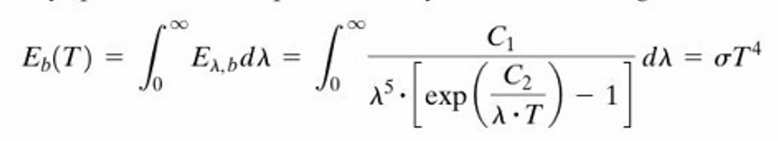 E_b(T) = ∫_0^∞ E_{λ,b}dλ = ∫_0^∞ C_1 / (λ^5 · [exp(C_2 / (λ·T)) − 1]) dλ = σT^4